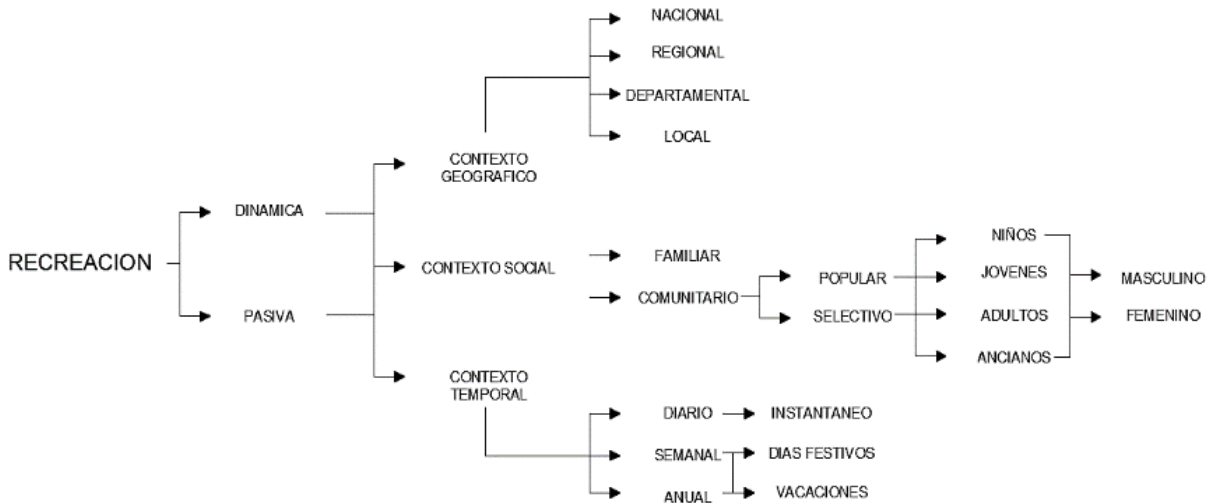 RECREACION
DINAMICA
PASIVA
CONTEXTO
GEOGRAFICO
NACIONAL
REGIONAL
DEPARTAMENTAL
LOCAL
CONTEXTO SOCIAL
FAMILIAR
COMUNITARIO
POPULAR
SELECTIVO
NIÑOS
JOVENES
ADULTOS
ANCIANOS
MASCULINO
FEMENINO
CONTEXTO
TEMPORAL
DIARIO
INSTANTANEO
SEMANAL
DIAS FESTIVOS
ANUAL
VACACIONES